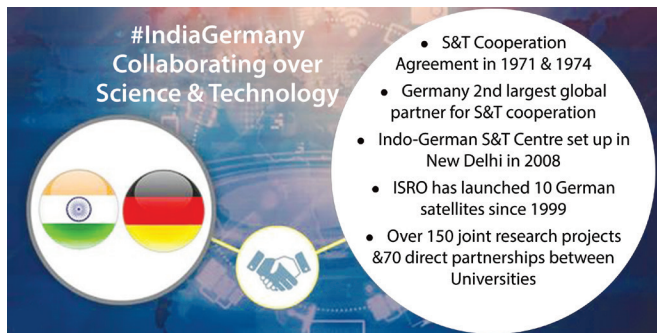 #IndiaGermany
Collaborating over
Science & Technology
● S&T Cooperation
Agreement in 1971 & 1974
● Germany 2nd largest global
partner for S&T cooperation
● Indo-German S&T Centre set up in
New Delhi in 2008
● ISRO has launched 10 German
satellites since 1999
● Over 150 joint research projects
&70 direct partnerships between
Universities